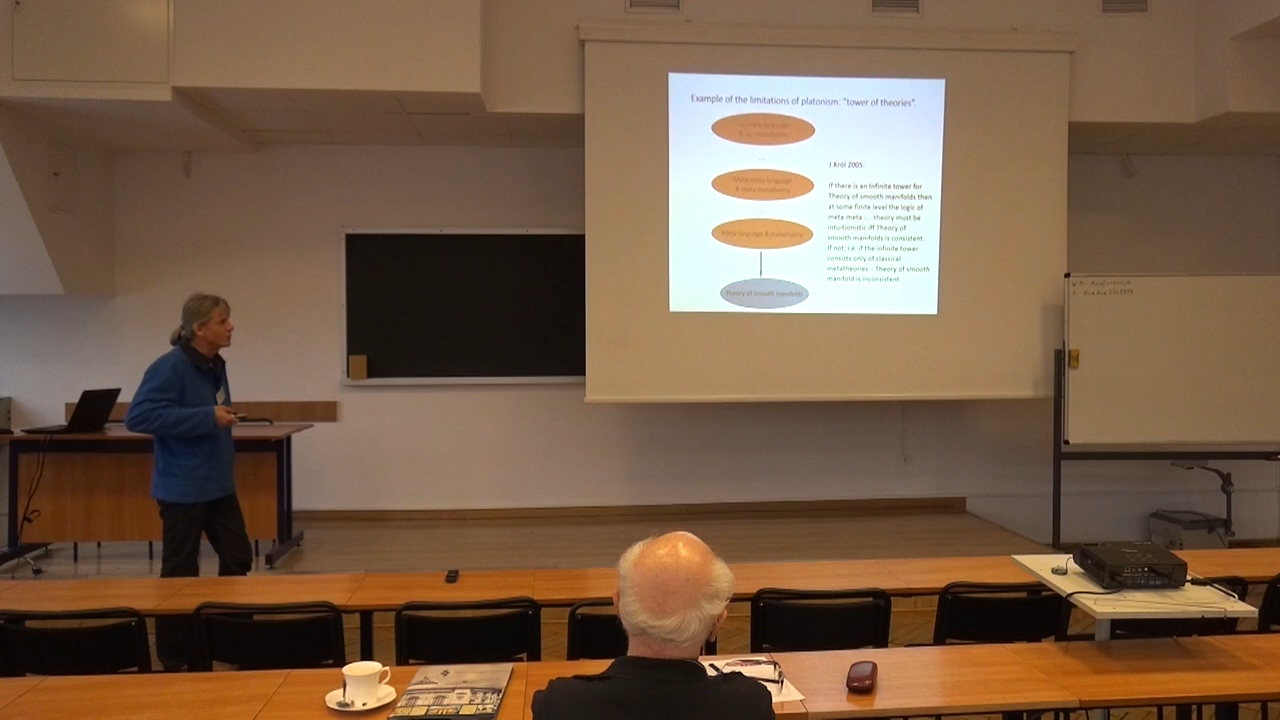 Example of the limitations of platonism: "tower of theories".
meta-language
& metatheory
...
Meta-meta-language
& meta-metatheory
...
Meta-language & metatheory
Theory of smooth manifolds
J.Król 2005:
If there is an Infinite tower for
Theory of smooth manifolds then
at some finite level the logic of
meta-meta -...-theory must be
intuitionistic iff Theory of
smooth manifolds is consistent.
If not, i.e. if the infinite tower
consists only of classical
metatheories - Theory of smooth
manifold is inconsistent